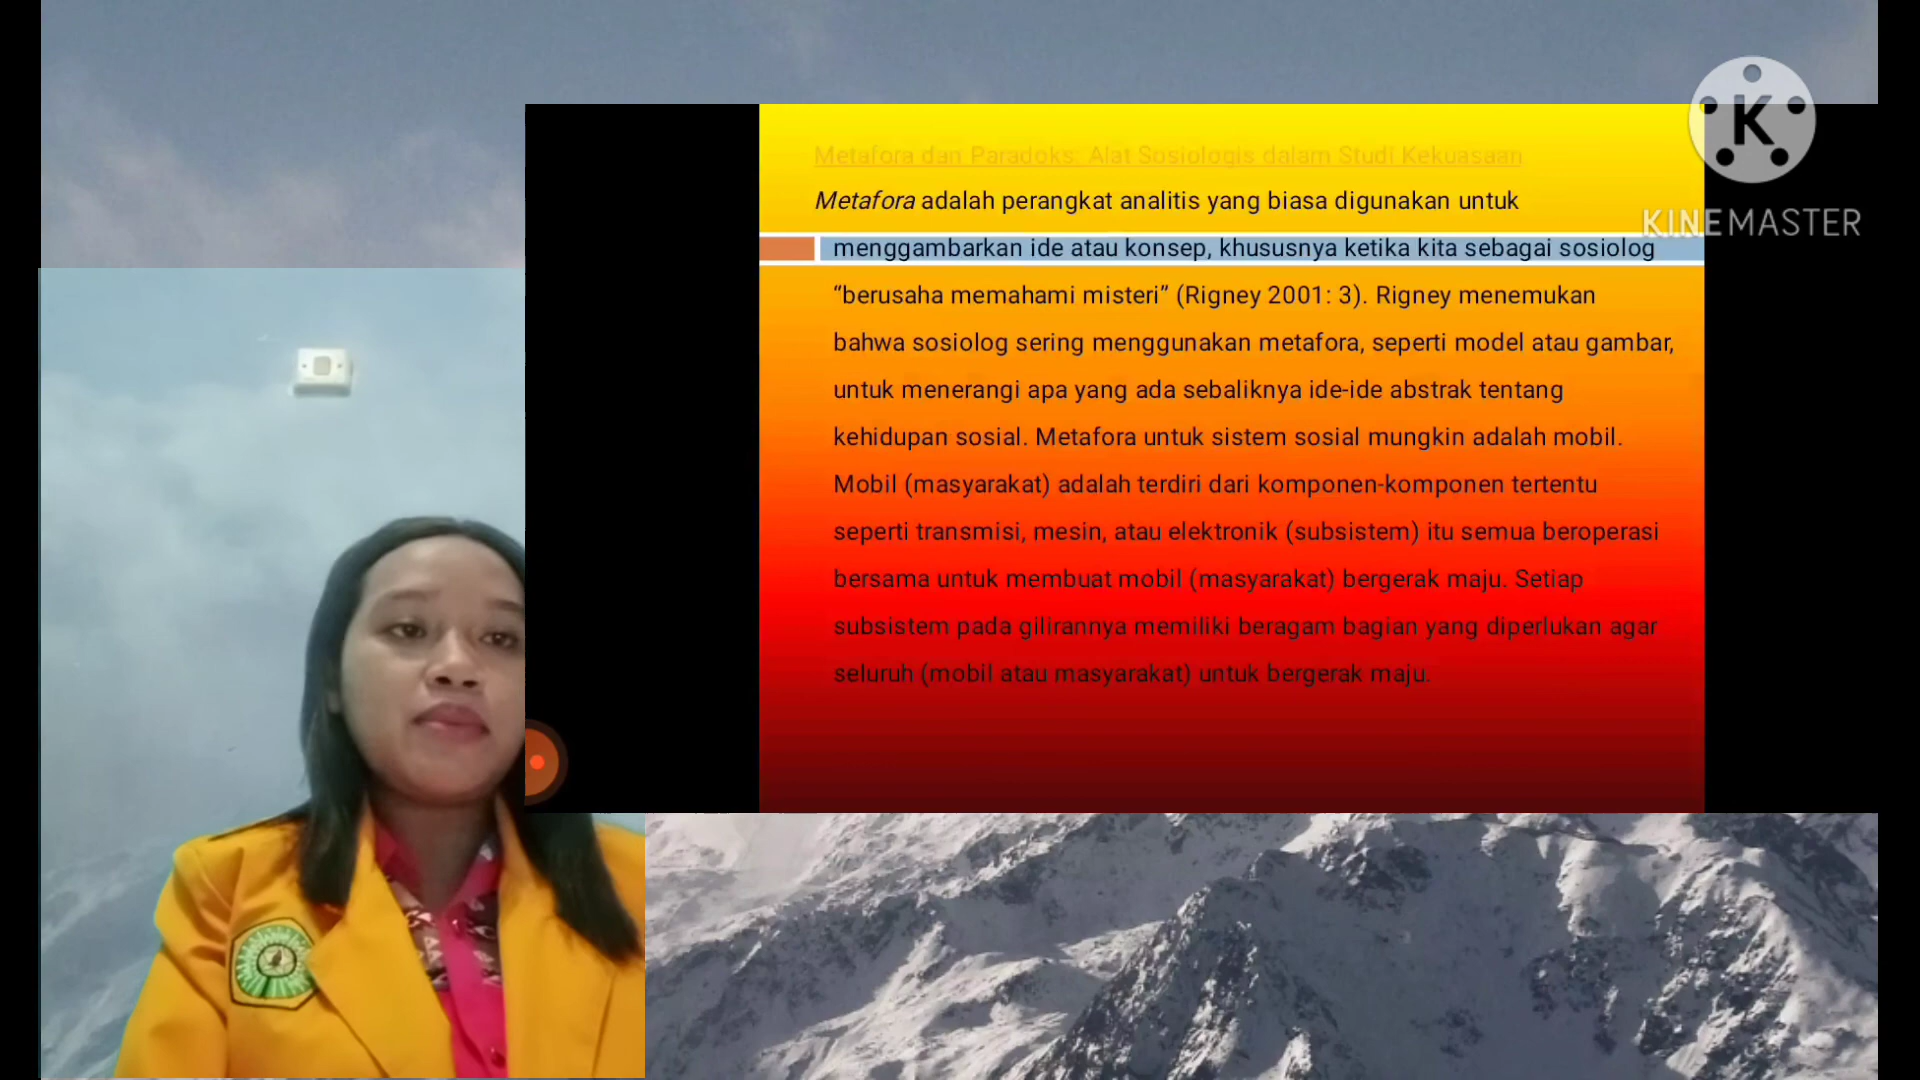 Metafora dan Paradoks: Alat Sosiologis dalam Studi Kekuasaan
Metafora adalah perangkat analitis yang biasa digunakan untuk
menggambarkan ide atau konsep, khususnya ketika kita sebagai sosiolog
“berusaha memahami misteri” (Rigney 2001: 3). Rigney menemukan
bahwa sosiolog sering menggunakan metafora, seperti model atau gambar,
untuk menerangi apa yang ada sebaliknya ide-ide abstrak tentang
kehidupan sosial. Metafora untuk sistem sosial mungkin adalah mobil.
Mobil (masyarakat) adalah terdiri dari komponen-komponen tertentu
seperti transmisi, mesin, atau elektronik (subsistem) itu semua beroperasi
bersama untuk membuat mobil (masyarakat) bergerak maju. Setiap
subsistem pada gilirannya memiliki beragam bagian yang diperlukan agar
seluruh (mobil atau masyarakat) untuk bergerak maju.
K
KINEMASTER